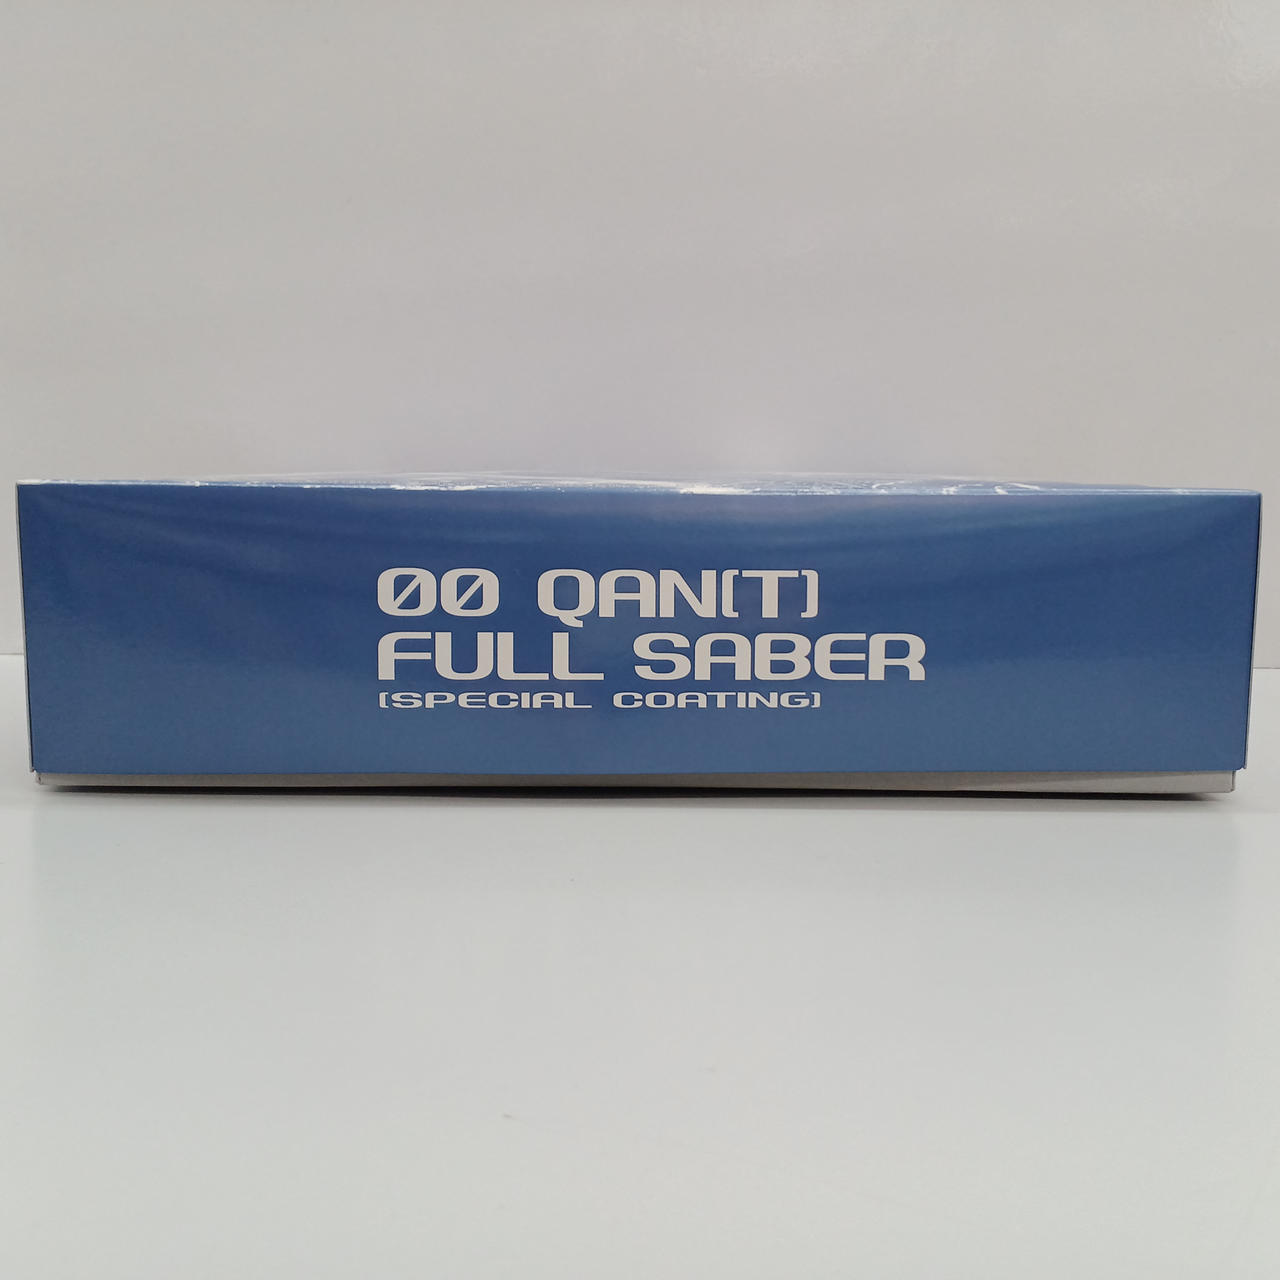 00 QAN[T]
FULL SABER
[SPECIAL COATING]